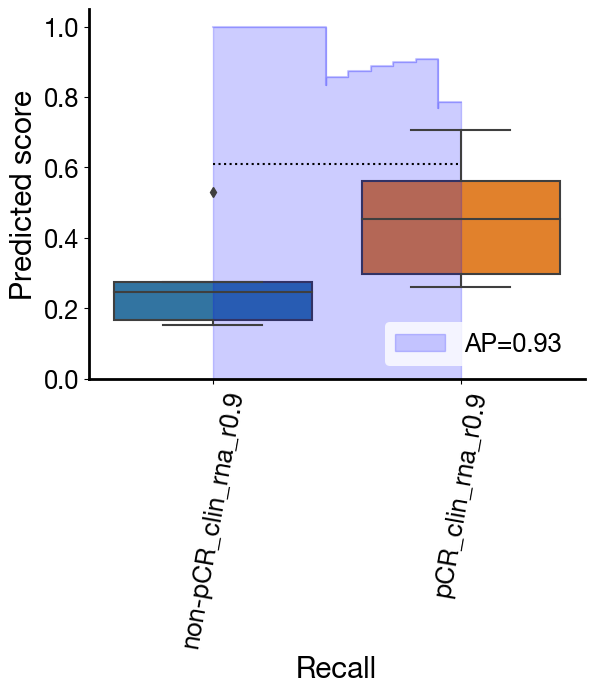 Predicted score
1.0
0.8
0.6
0.4
0.2
0.0
AP=0.93
non-pCR_clin_rna_r0.9
pCR_clin_rna_r0.9
Recall